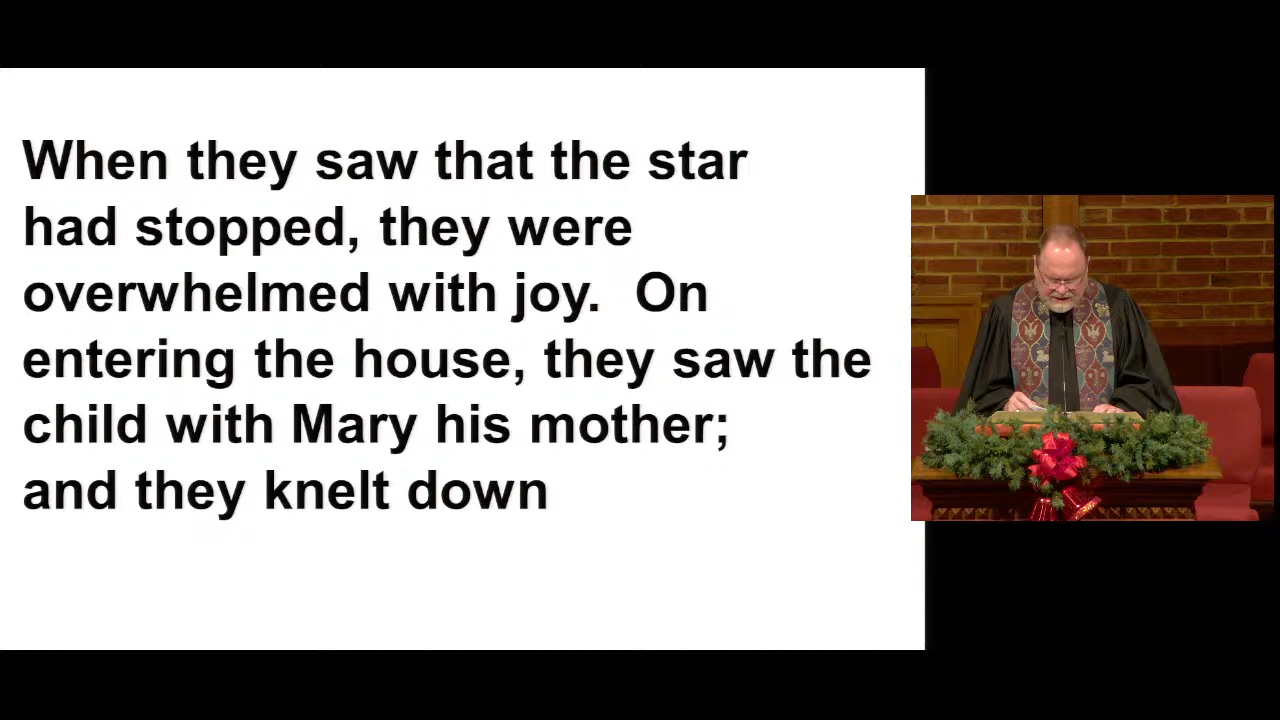 When they saw that the star
had stopped, they were
overwhelmed with joy.  On
entering the house, they saw the
child with Mary his mother;
and they knelt down